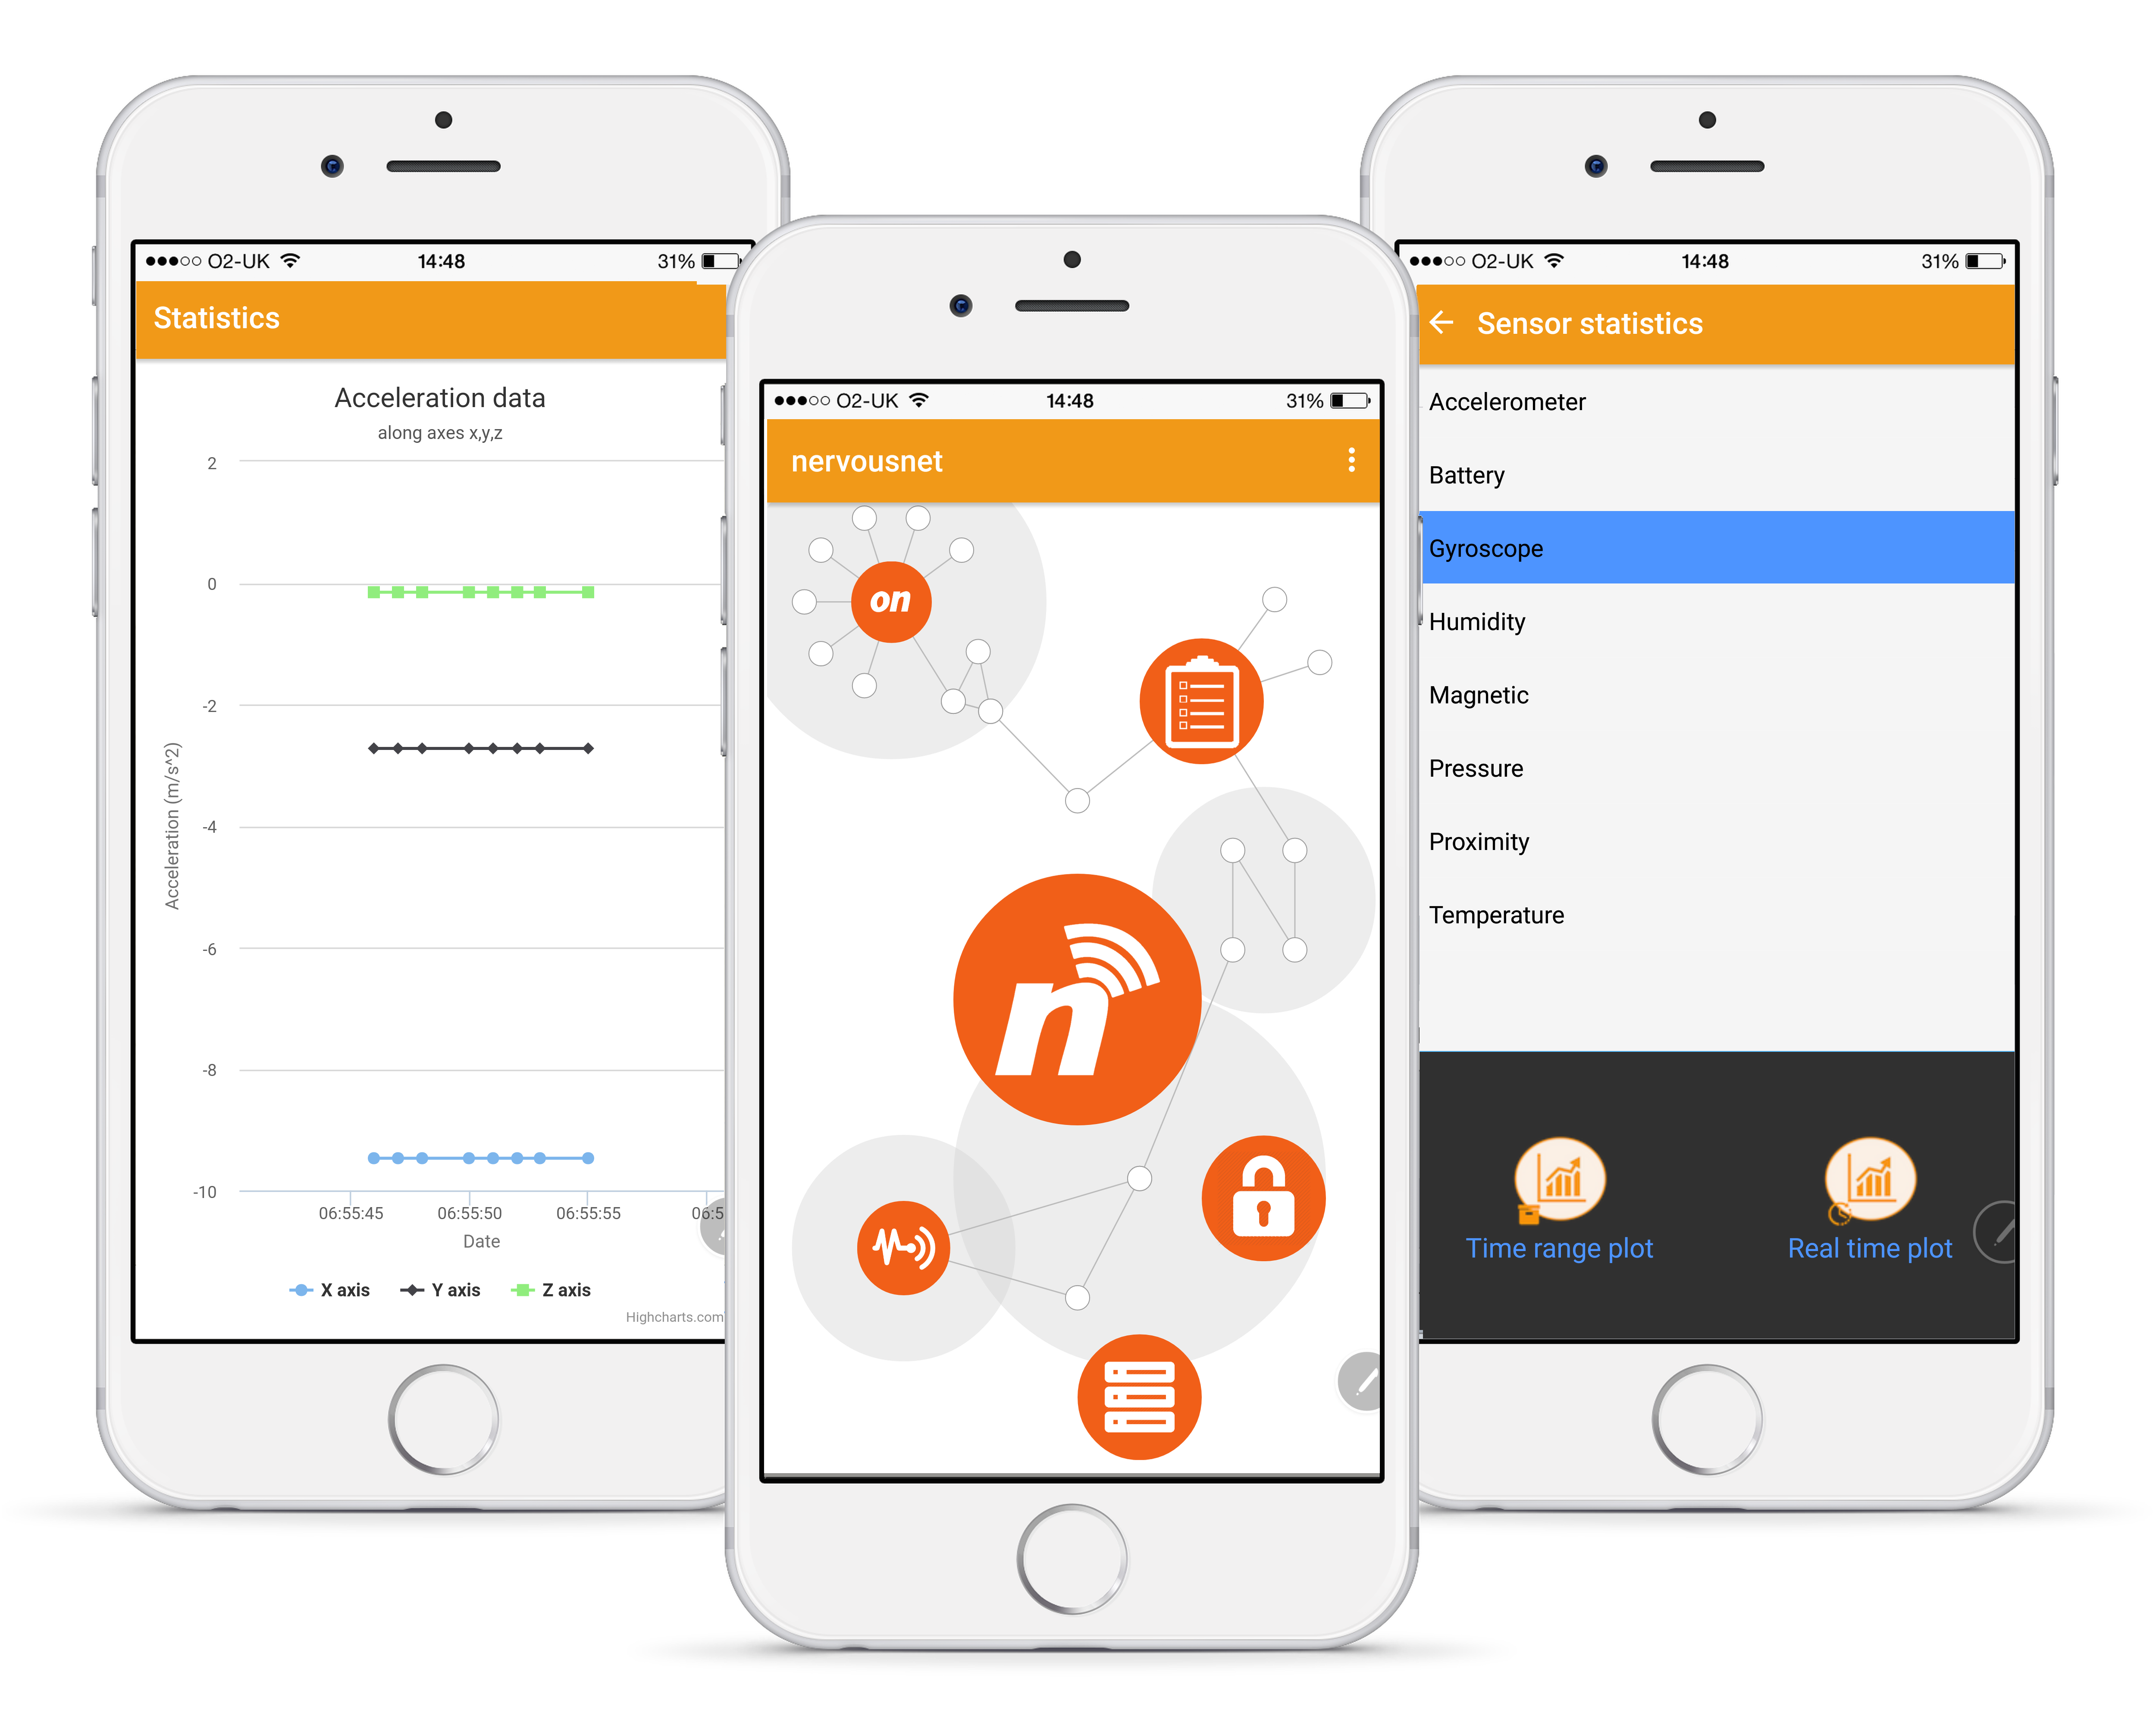 O2-UK 14:48 31%
Statistics
Acceleration data
along axes x,y,z
Acceleration (m/s^2)
2
0
-2
-4
-6
-8
-10
06:55:45 06:55:50 06:55:55 06:5
Date
X axis Y axis Z axis
Highcharts.com
O2-UK 14:48 31%
nervousnet
on
n
O2-UK 14:48 31%
Sensor statistics
Accelerometer
Battery
Gyroscope
Humidity
Magnetic
Pressure
Proximity
Temperature
Time range plot Real time plot